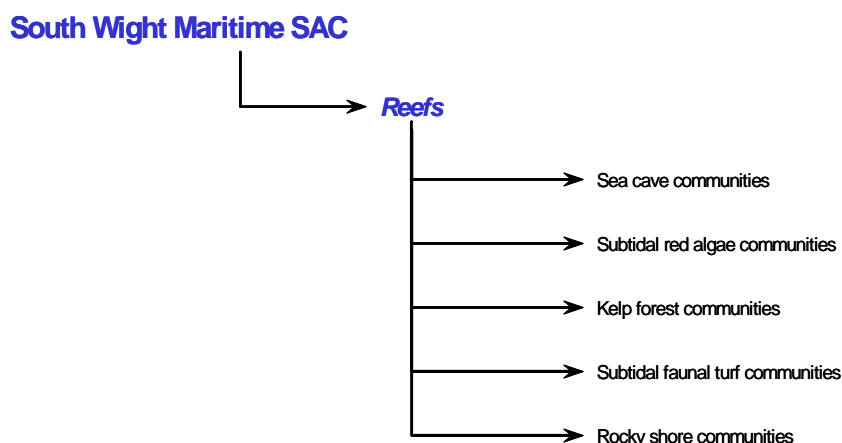 South Wight Maritime SAC
Reefs
Sea cave communities
Subtidal red algae communities
Kelp forest communities
Subtidal faunal turf communities
Rocky shore communities